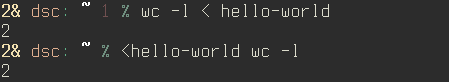 2& dsc: ~ 1 % wc -l < hello-world
2
2& dsc: ~ % <hello-world wc -l
2